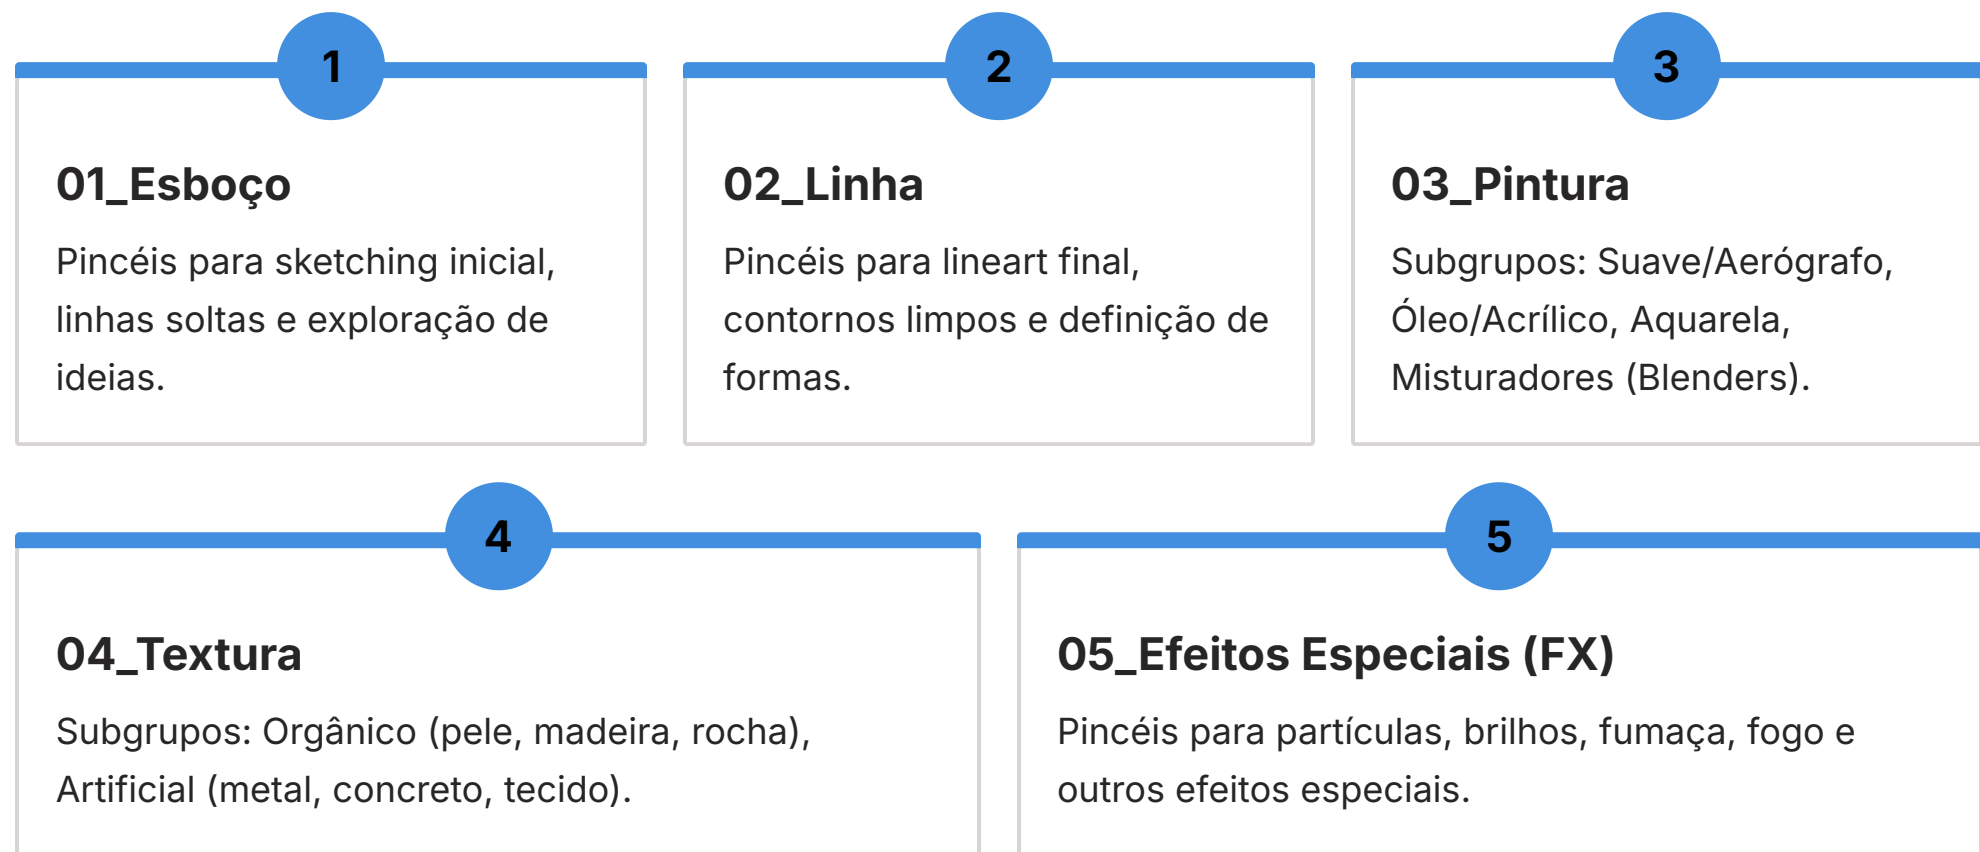 1
01_Esboço
Pincéis para sketching inicial,
linhas soltas e exploração de
ideias.
2
02_Linha
Pincéis para lineart final,
contornos limpos e definição de
formas.
3
03_Pintura
Subgrupos: Suave/Aerógrafo,
Óleo/Acrílico, Aquarela,
Misturadores (Blenders).
4
04_Textura
Subgrupos: Orgânico (pele, madeira, rocha),
Artificial (metal, concreto, tecido).
5
05_Efeitos Especiais (FX)
Pincéis para partículas, brilhos, fumaça, fogo e
outros efeitos especiais.